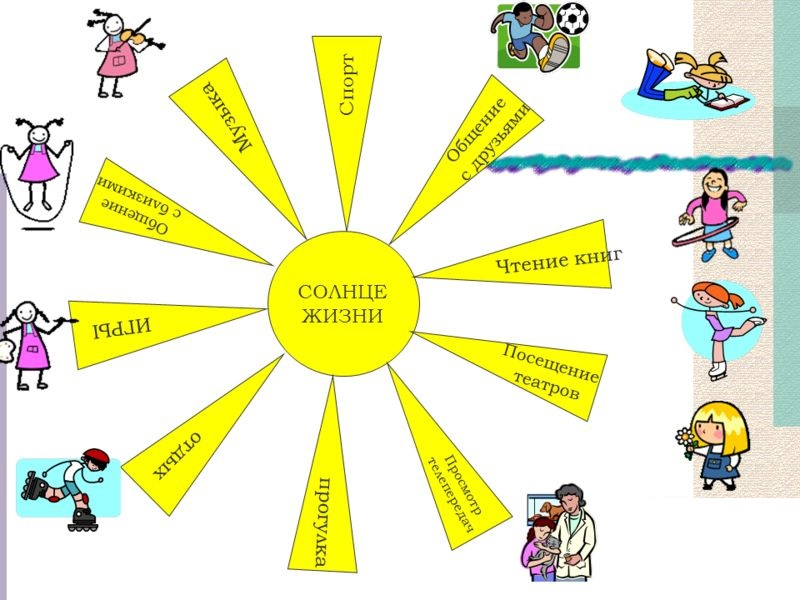 Спорт
Общение
с друзьями
Чтение книг
Посещение
театров
Просмотр
телепередач
прогулка
отдых
ИГРЫ
Общение
с близкими
Музыка
СОЛНЦЕ
ЖИЗНИ